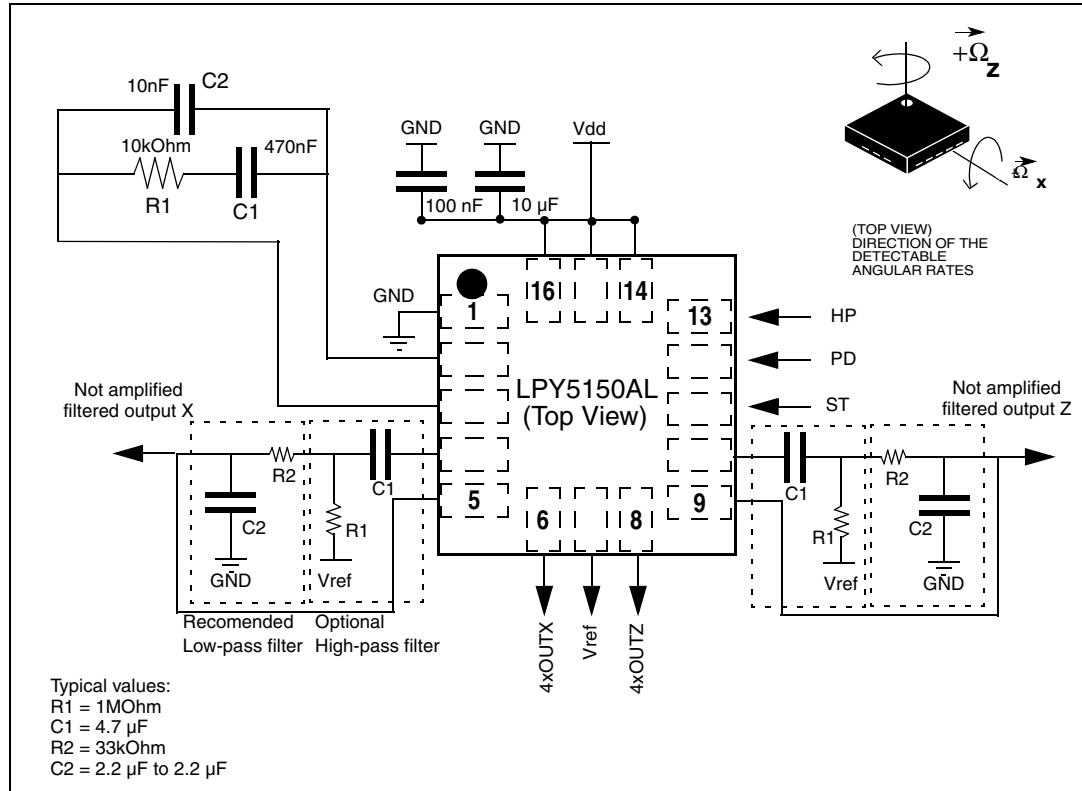 10nF
C2
10kOhm
470nF
R1
C1
GND
GND
Vdd
100 nF
10 µF
+Ω Z
Ω x
(TOP VIEW)
DIRECTION OF THE
DETECTABLE
ANGULAR RATES
GND
1
16
14
13
HP
PD
ST
LPY5150AL
(Top View)
Not amplified
filtered output X
Not amplified
filtered output Z
R2
C1
C2
R1
GND
Vref
5
6
8
9
C1
R2
R1
C2
Vref
GND
Recomended
Low-pass filter
Optional
High-pass filter
4xOUTX
Vref
4xOUTZ
Typical values:
R1 = 1MOhm
C1 = 4.7 µF
R2 = 33kOhm
C2 = 2.2 µF to 2.2 µF